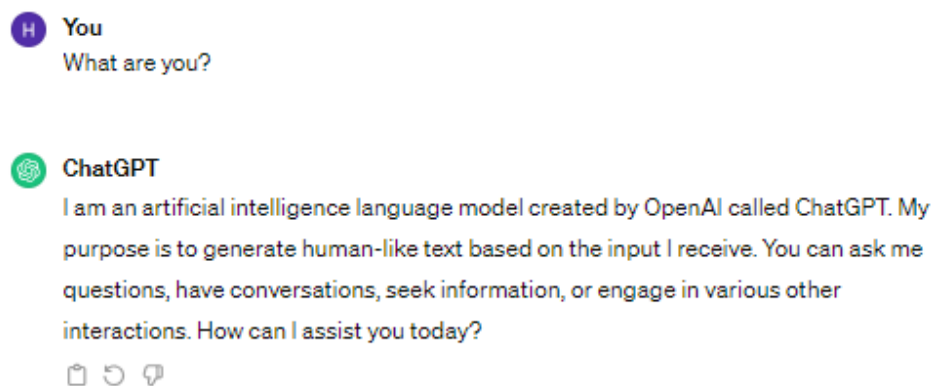 H
You
What are you?
ChatGPT
I am an artificial intelligence language model created by OpenAI called ChatGPT. My
purpose is to generate human-like text based on the input I receive. You can ask me
questions, have conversations, seek information, or engage in various other
interactions. How can I assist you today?